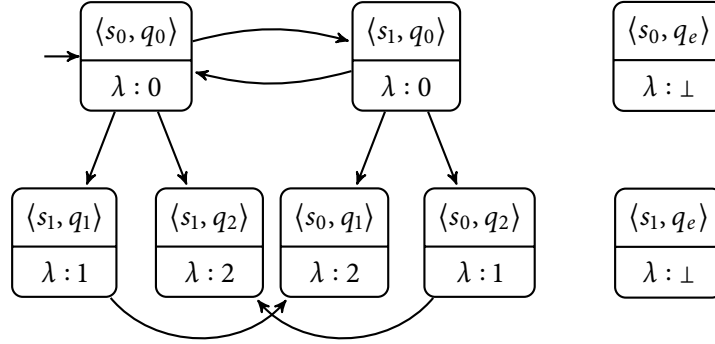 ⟨s₀, q₀⟩ ⟨s₁, q₀⟩ ⟨s₀, qₑ⟩
λ : 0 λ : 0 λ : ⊥
⟨s₁, q₁⟩ ⟨s₁, q₂⟩ ⟨s₀, q₁⟩ ⟨s₀, q₂⟩ ⟨s₁, qₑ⟩
λ : 1 λ : 2 λ : 2 λ : 1 λ : ⊥